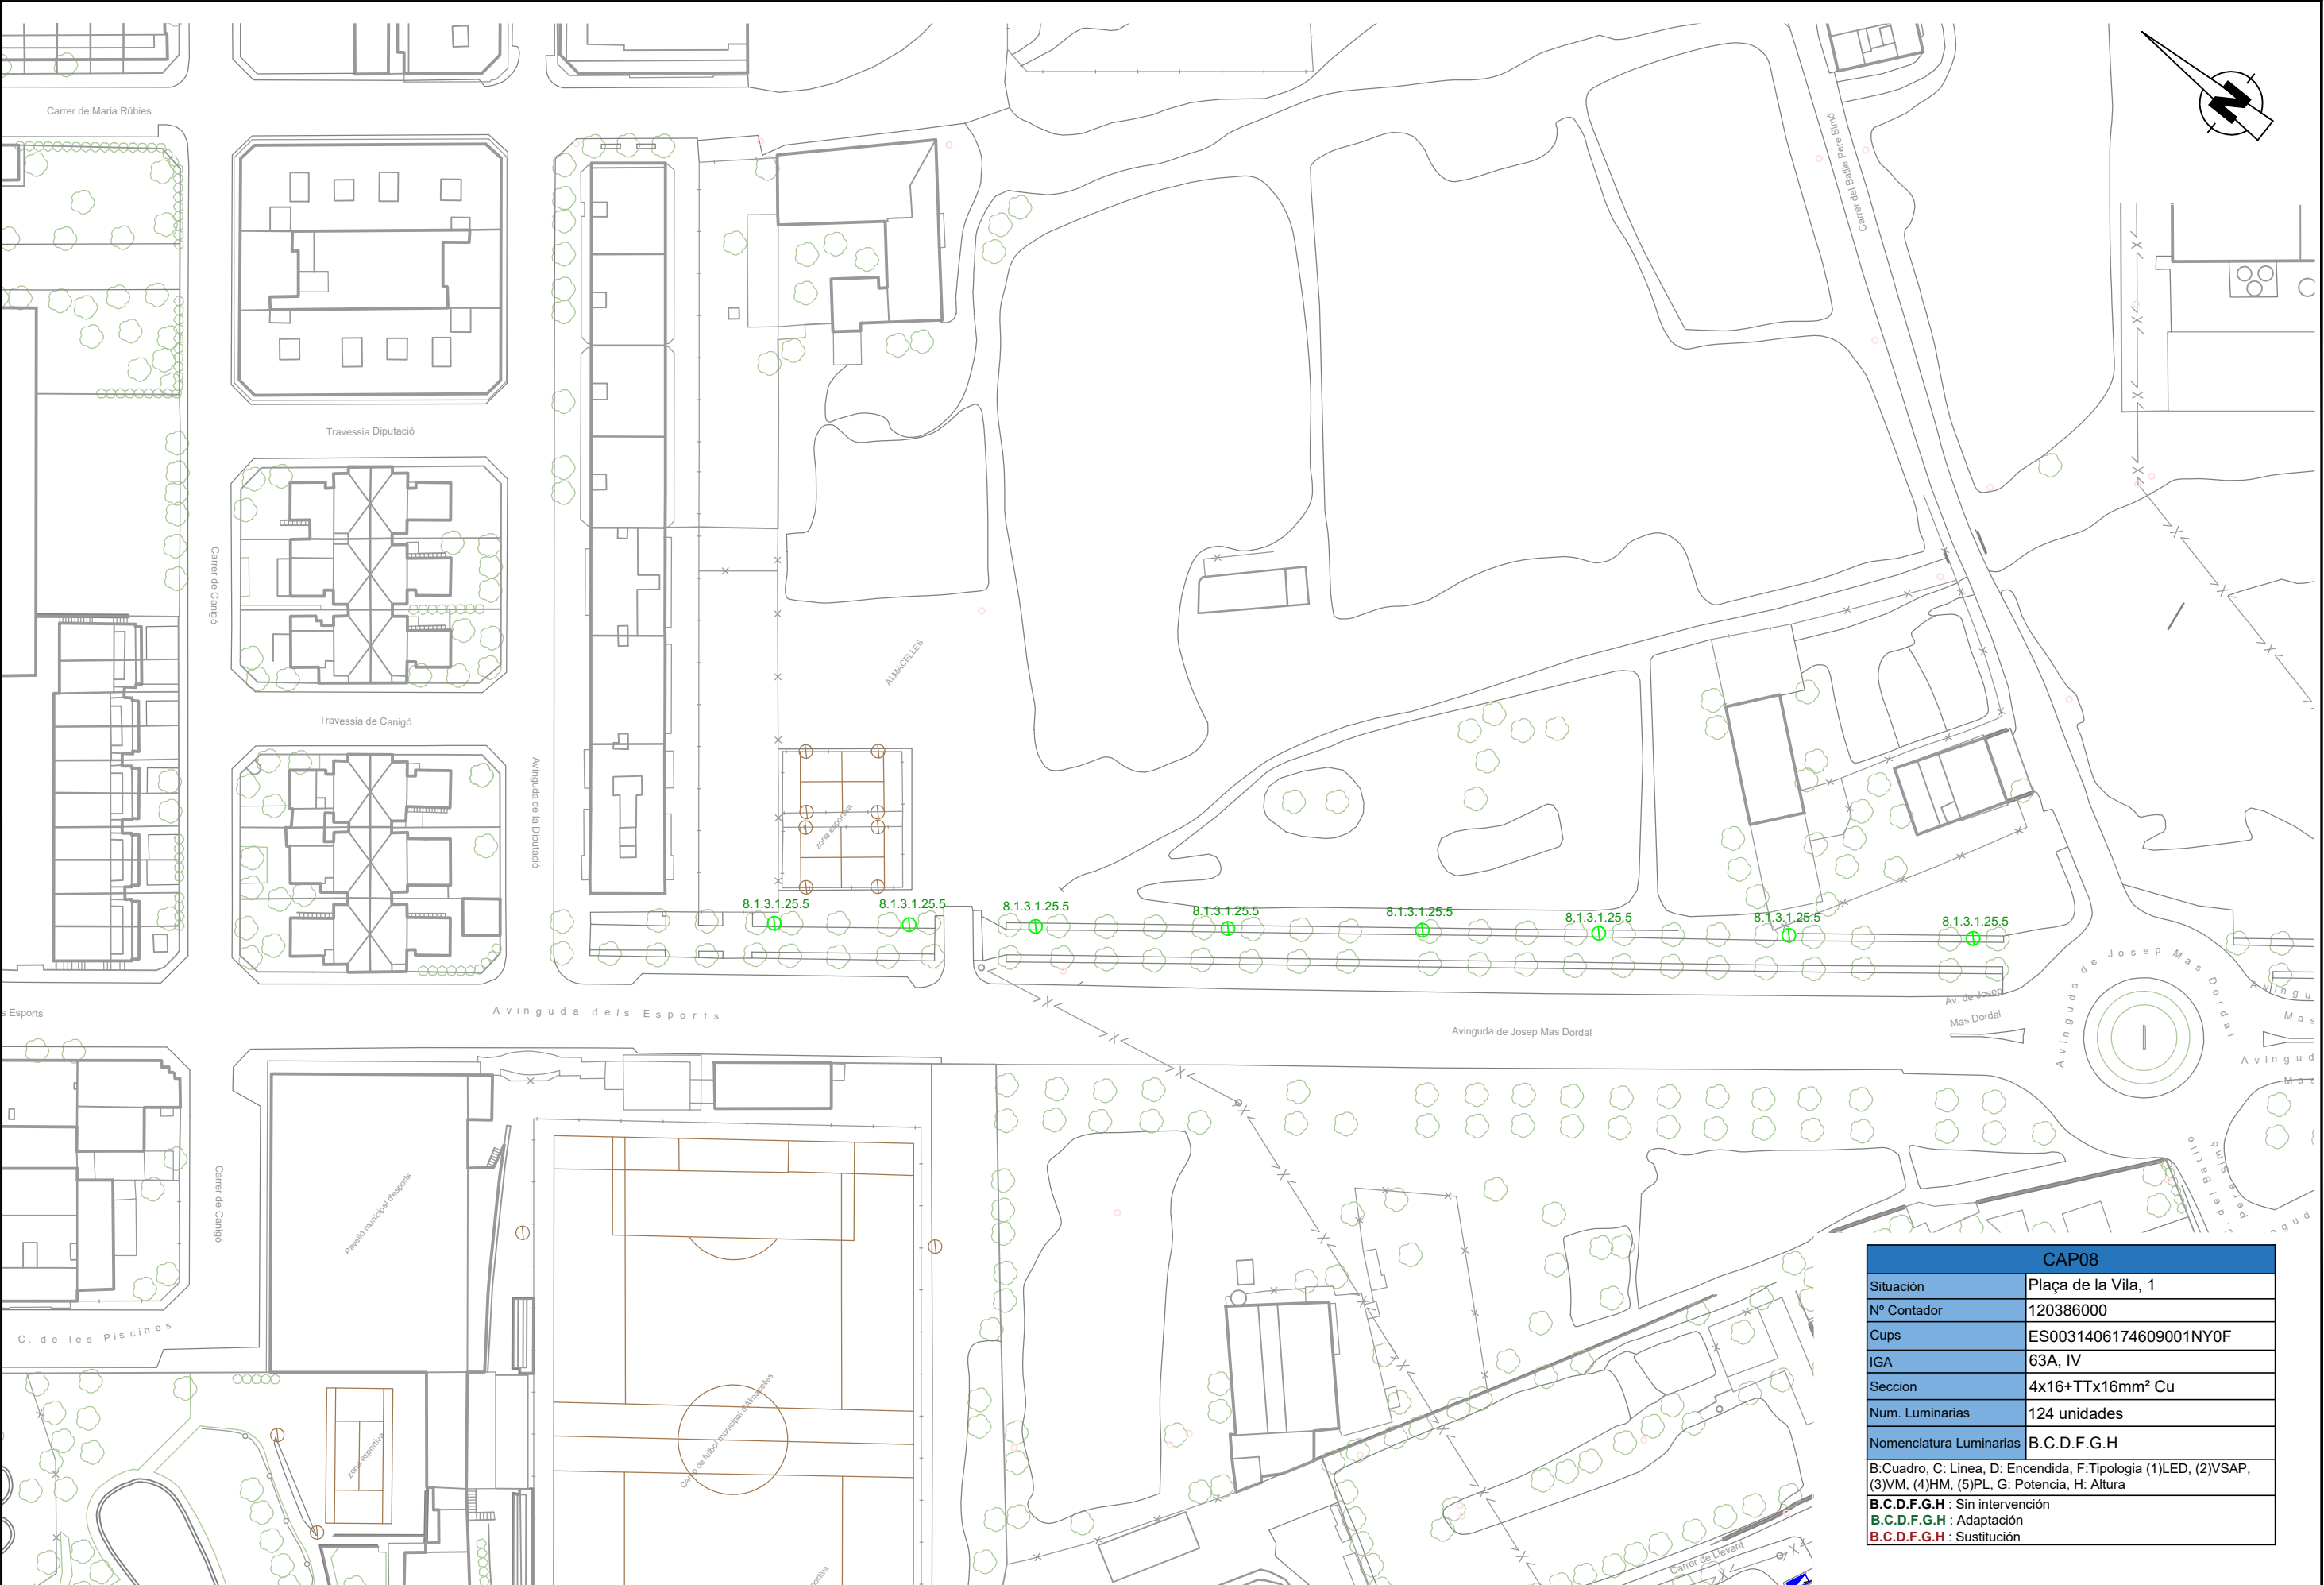 Carrer de Maria Rúbies
N
Carrer del Batlle Pere Simó
Travessia Diputació
Carrer de Canigó
ALMACELLES
Travessia de Canigó
Avinguda de la Diputació
zona esportiva
8.1.3.1.25.5
8.1.3.1.25.5
8.1.3.1.25.5
8.1.3.1.25.5
8.1.3.1.25.5
8.1.3.1.25.5
8.1.3.1.25.5
8.1.3.1.25.5
s Esports
Avinguda dels Esports
Avinguda de Josep Mas Dordal
Av. de Josep
Mas Dordal
Avinguda de Josep Mas Dordal
Avingu
Mas
Avingud
Mas
Carrer de Canigó
Pavelló municipal d'esports
C. de les Piscines
zona esportiva
Camp de futbol municipal d'Almacelles
ortiva
Carrer de Llevant
CAP08
Situación Plaça de la Vila, 1
Nº Contador 120386000
Cups ES0031406174609001NY0F
IGA 63A, IV
Seccion 4x16+TTx16mm² Cu
Num. Luminarias 124 unidades
Nomenclatura Luminarias B.C.D.F.G.H
B:Cuadro, C: Linea, D: Encendida, F:Tipologia (1)LED, (2)VSAP,
(3)VM, (4)HM, (5)PL, G: Potencia, H: Altura
B.C.D.F.G.H : Sin intervención
B.C.D.F.G.H : Adaptación
B.C.D.F.G.H : Sustitución